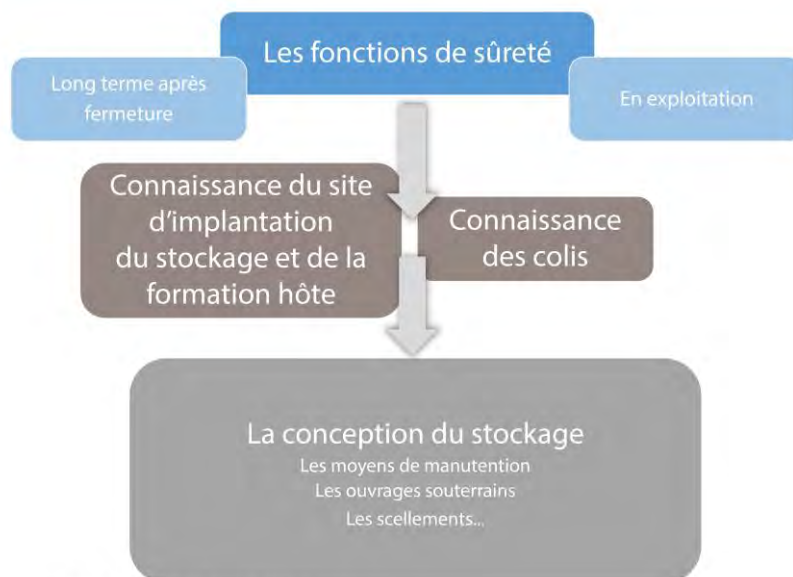 Les fonctions de sûreté
Long terme après
fermeture
En exploitation
Connaissance du site
d'implantation
du stockage et de la
formation hôte
Connaissance
des colis
La conception du stockage
Les moyens de manutention
Les ouvrages souterrains
Les scellements...